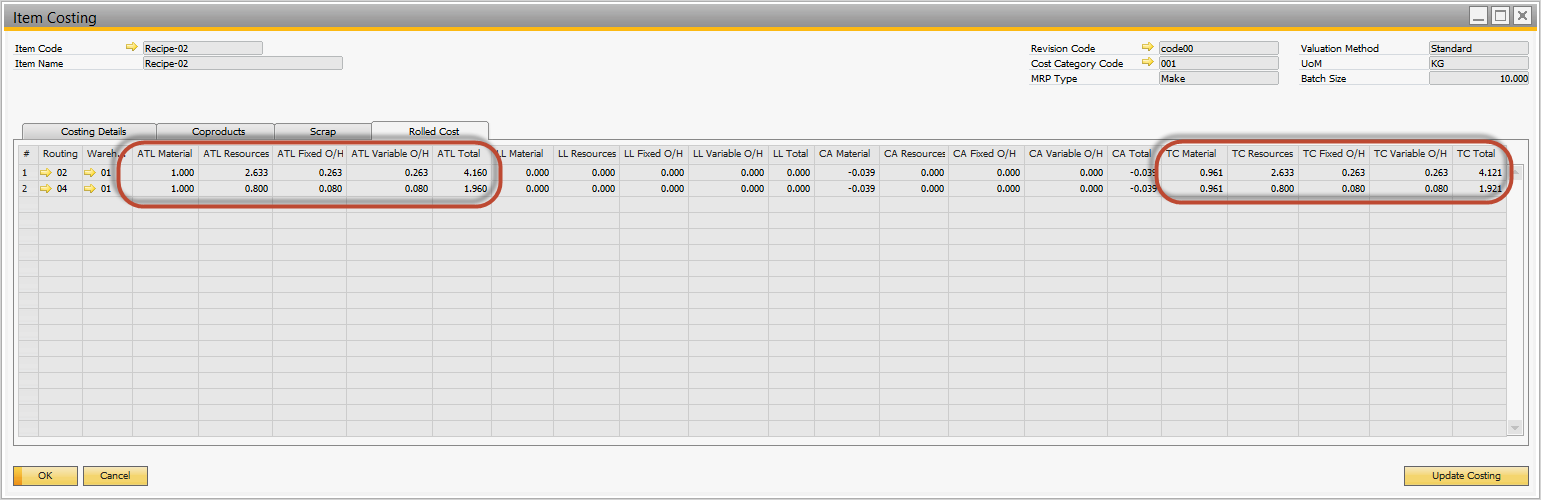 Item Costing
Item Code Recipe-02 Revision Code code00 Valuation Method Standard
Item Name Recipe-02 Cost Category Code 001 UoM KG
MRP Type Make Batch Size 10.000
Costing Details Coproducts Scrap Rolled Cost
# Routing Wareh... ATL Material ATL Resources ATL Fixed O/H ATL Variable O/H ATL Total LL Material LL Resources LL Fixed O/H LL Variable O/H LL Total CA Material CA Resources CA Fixed O/H CA Variable O/H CA Total TC Material TC Resources TC Fixed O/H TC Variable O/H TC Total
1 02 01 1.000 2.633 0.263 0.263 4.160 0.000 0.000 0.000 0.000 0.000 -0.039 0.000 0.000 0.000 -0.039 0.961 2.633 0.263 0.263 4.121
2 04 01 1.000 0.800 0.080 0.080 1.960 0.000 0.000 0.000 0.000 0.000 -0.039 0.000 0.000 0.000 -0.039 0.961 0.800 0.080 0.080 1.921
OK Cancel Update Costing